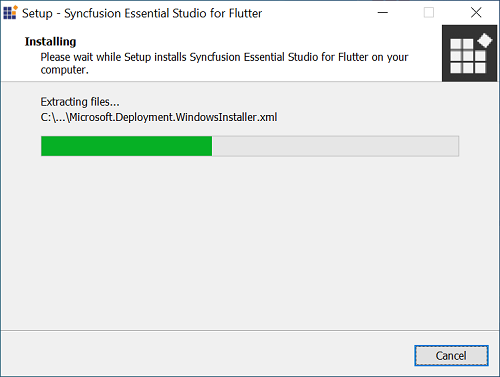 Setup - Syncfusion Essential Studio for Flutter
Installing
Please wait while Setup installs Syncfusion Essential Studio for Flutter on your
computer.
Extracting files...
C:\...\Microsoft.Deployment.WindowsInstaller.xml
Cancel